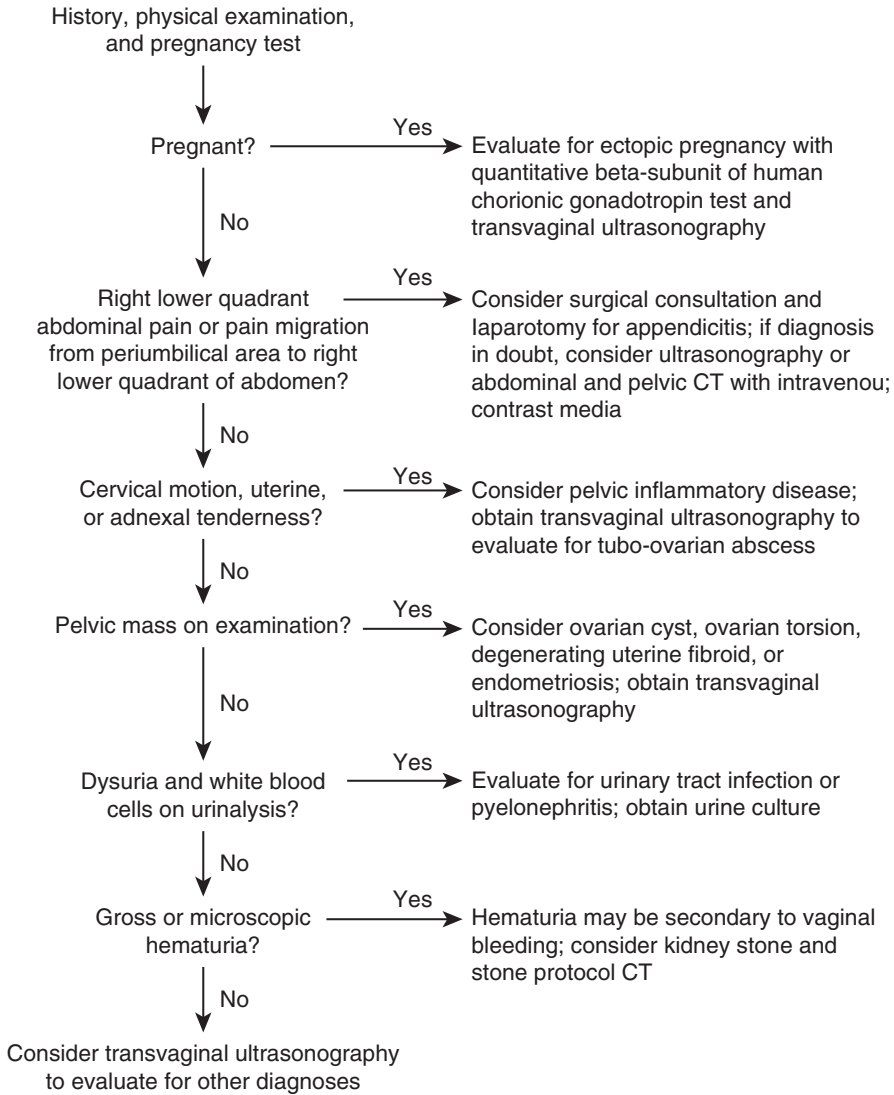 History, physical examination,
and pregnancy test
Pregnant?
Yes
Evaluate for ectopic pregnancy with
quantitative beta-subunit of human
chorionic gonadotropin test and
transvaginal ultrasonography
No
Right lower quadrant
abdominal pain or pain migration
from periumbilical area to right
lower quadrant of abdomen?
Yes
Consider surgical consultation and
laparotomy for appendicitis; if diagnosis
in doubt, consider ultrasonography or
abdominal and pelvic CT with intravenou;
contrast media
No
Cervical motion, uterine,
or adnexal tenderness?
Yes
Consider pelvic inflammatory disease;
obtain transvaginal ultrasonography to
evaluate for tubo-ovarian abscess
No
Pelvic mass on examination?
Yes
Consider ovarian cyst, ovarian torsion,
degenerating uterine fibroid, or
endometriosis; obtain transvaginal
ultrasonography
No
Dysuria and white blood
cells on urinalysis?
Yes
Evaluate for urinary tract infection or
pyelonephritis; obtain urine culture
No
Gross or microscopic
hematuria?
Yes
Hematuria may be secondary to vaginal
bleeding; consider kidney stone and
stone protocol CT
No
Consider transvaginal ultrasonography
to evaluate for other diagnoses